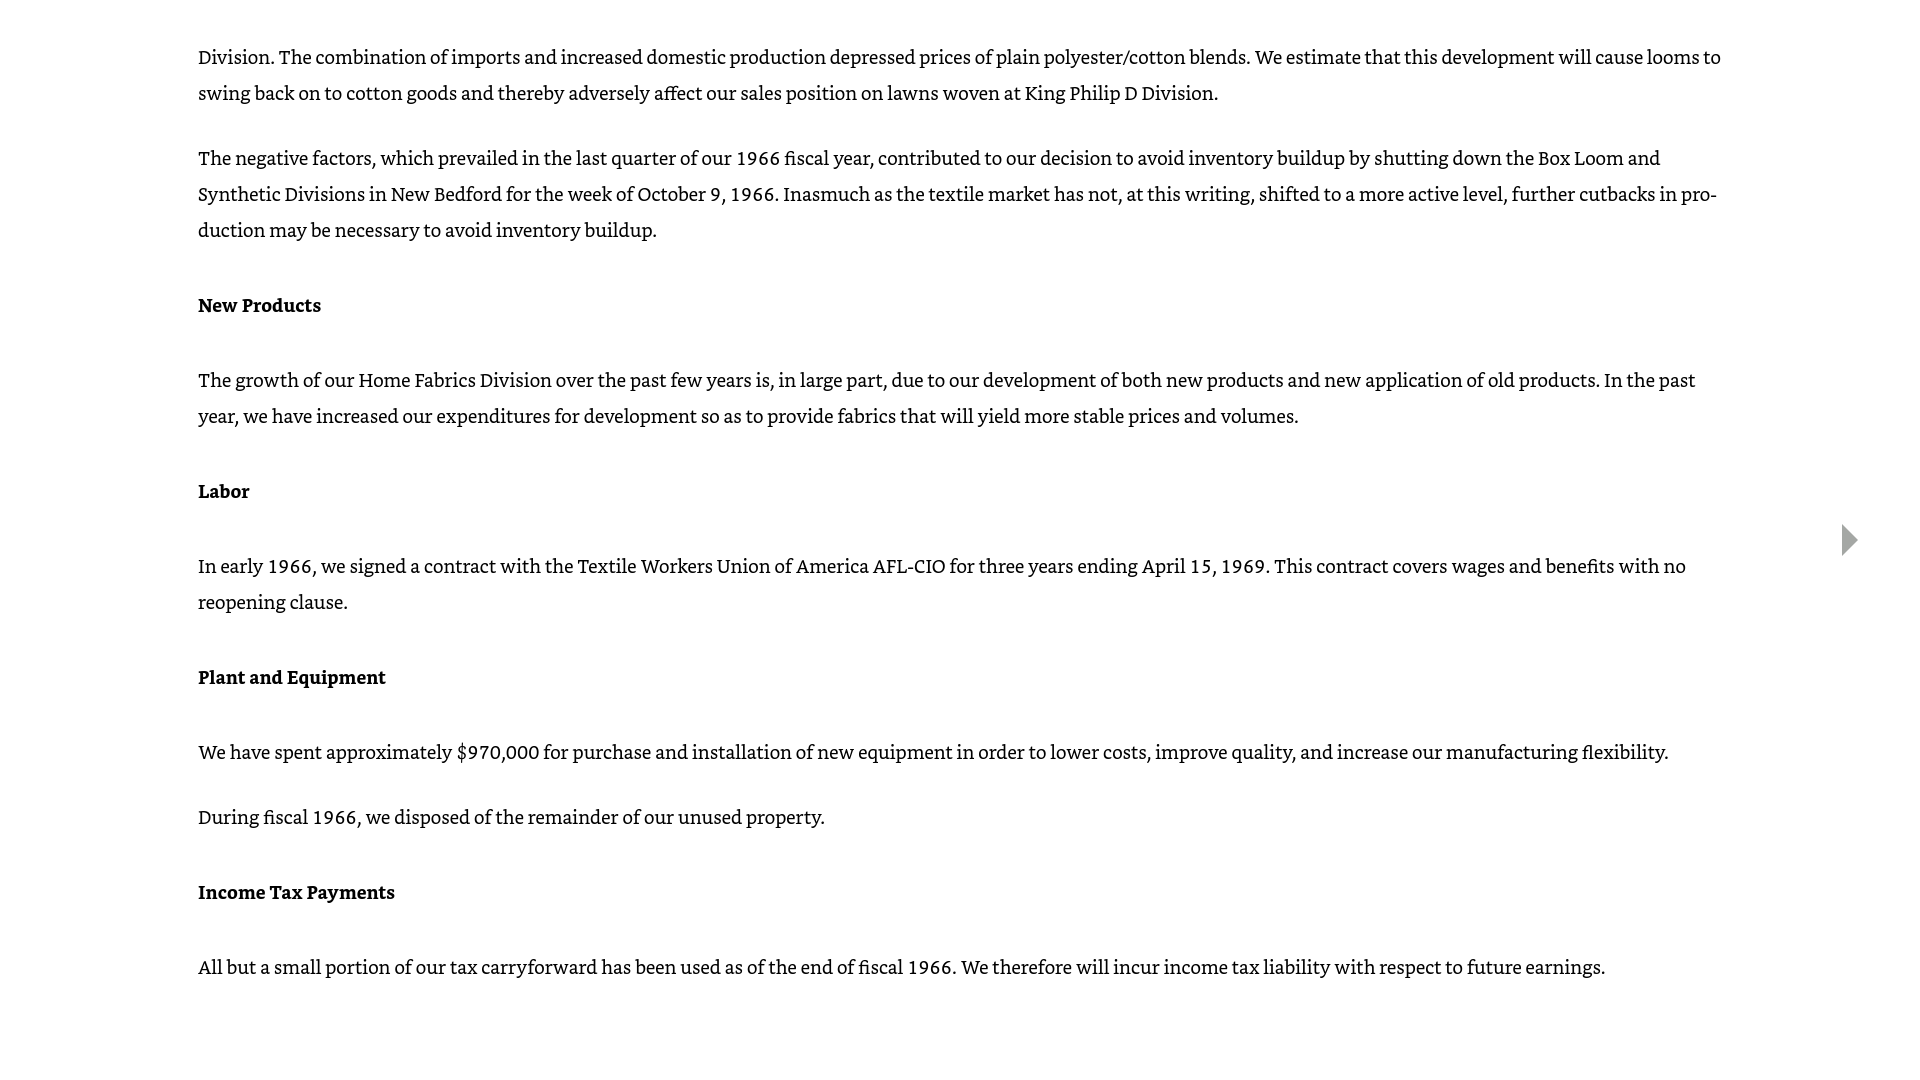 Division. The combination of imports and increased domestic production depressed prices of plain polyester/cotton blends. We estimate that this development will cause looms to
swing back on to cotton goods and thereby adversely affect our sales position on lawns woven at King Philip D Division.
The negative factors, which prevailed in the last quarter of our 1966 fiscal year, contributed to our decision to avoid inventory buildup by shutting down the Box Loom and
Synthetic Divisions in New Bedford for the week of October 9, 1966. Inasmuch as the textile market has not, at this writing, shifted to a more active level, further cutbacks in pro-
duction may be necessary to avoid inventory buildup.
New Products
The growth of our Home Fabrics Division over the past few years is, in large part, due to our development of both new products and new application of old products. In the past
year, we have increased our expenditures for development so as to provide fabrics that will yield more stable prices and volumes.
Labor
In early 1966, we signed a contract with the Textile Workers Union of America AFL-CIO for three years ending April 15, 1969. This contract covers wages and benefits with no
reopening clause.
Plant and Equipment
We have spent approximately $970,000 for purchase and installation of new equipment in order to lower costs, improve quality, and increase our manufacturing flexibility.
During fiscal 1966, we disposed of the remainder of our unused property.
Income Tax Payments
All but a small portion of our tax carryforward has been used as of the end of fiscal 1966. We therefore will incur income tax liability with respect to future earnings.